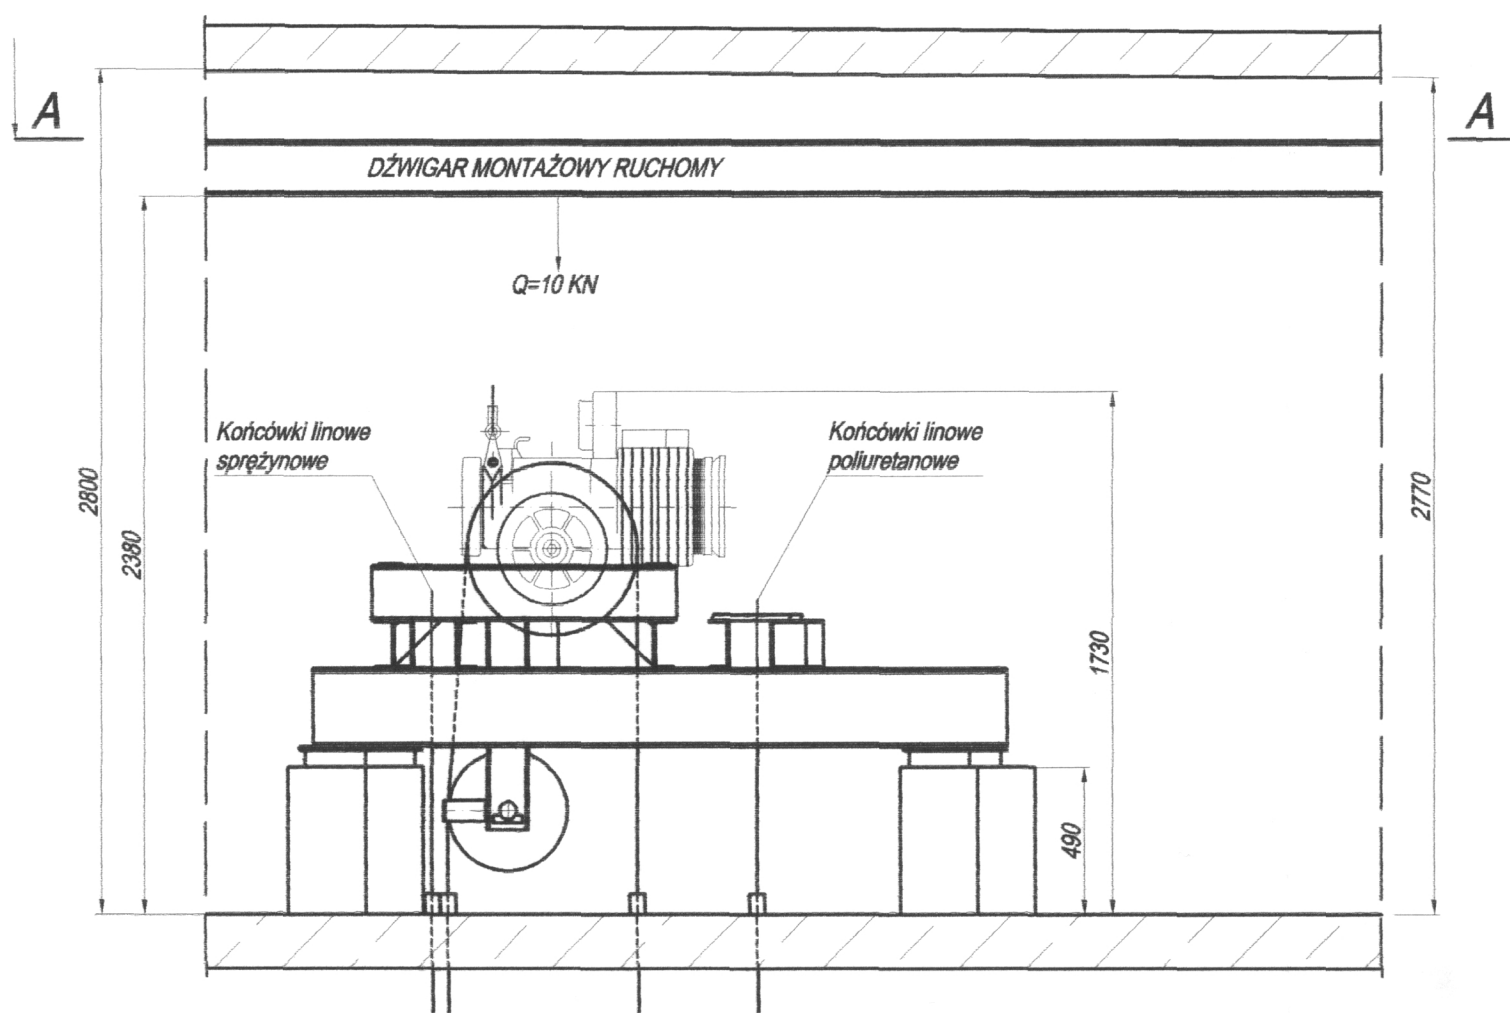 A
A
DŹWIGAR MONTAŻOWY RUCHOMY
Q=10 KN
Końcówki linowe
sprężynowe
Końcówki linowe
poliuretanowe
2800
2380
2770
1730
490